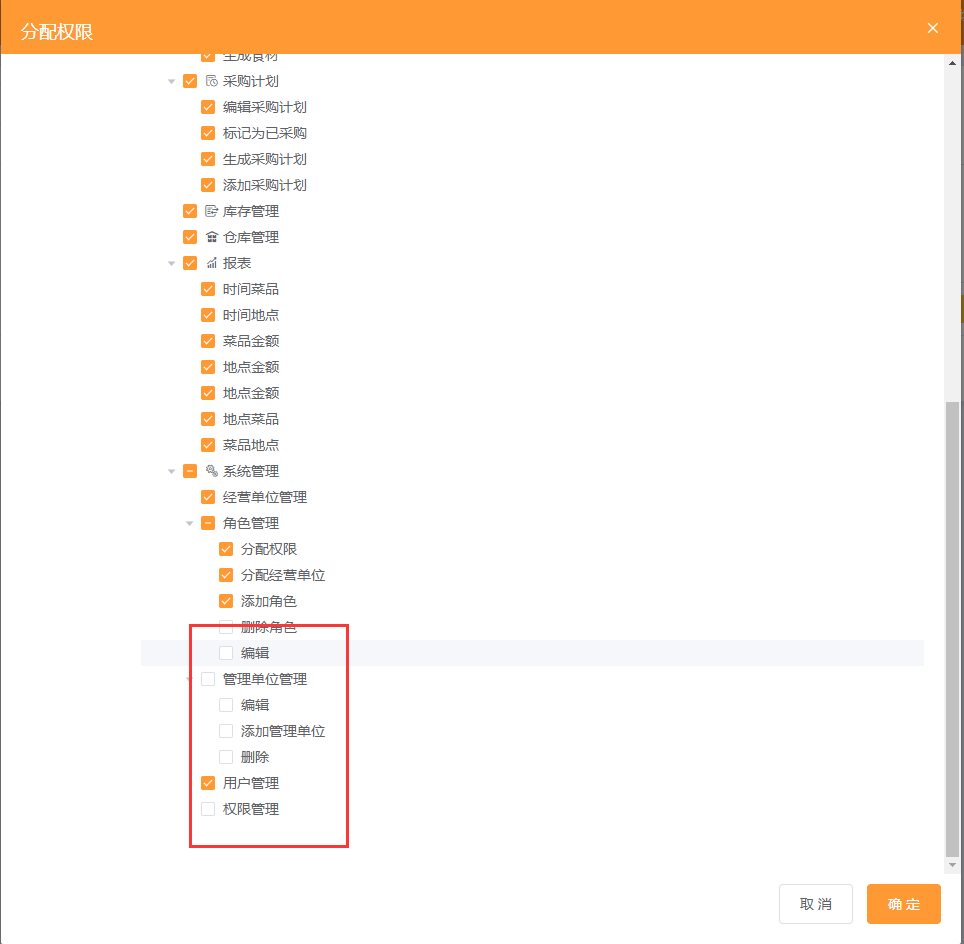 分配权限
生成食材
采购计划
编辑采购计划
标记为已采购
生成采购计划
添加采购计划
库存管理
仓库管理
报表
时间菜品
时间地点
菜品金额
地点金额
地点金额
地点菜品
菜品地点
系统管理
经营单位管理
角色管理
分配权限
分配经营单位
添加角色
删除角色
编辑
管理单位管理
编辑
添加管理单位
删除
用户管理
权限管理
取消
确定